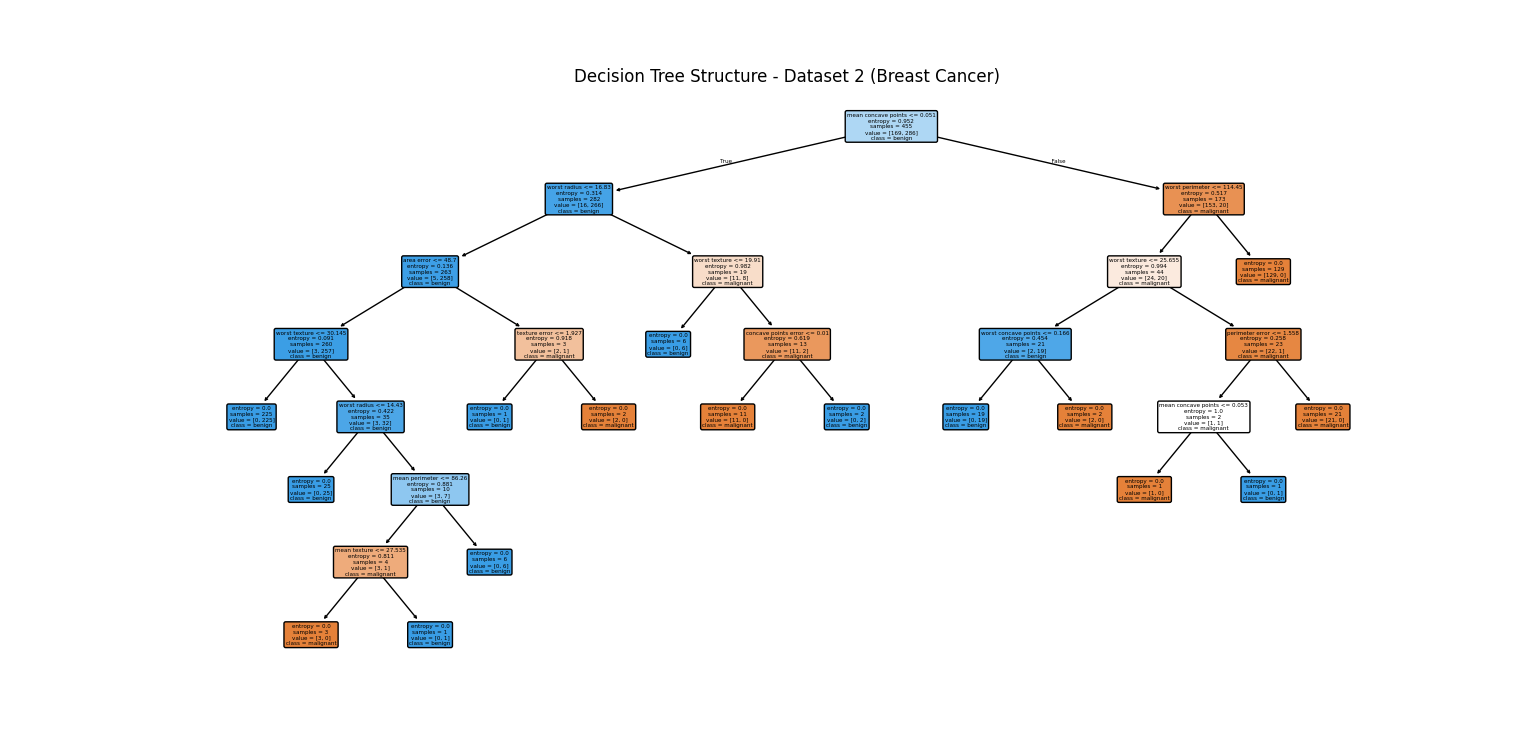 Decision Tree Structure - Dataset 2 (Breast Cancer)
mean concave points <= 0.051
entropy = 0.952
samples = 455
value = [169, 286]
class = benign
True
False
worst radius <= 16.83
entropy = 0.314
samples = 282
value = [16, 266]
class = benign
worst perimeter <= 114.45
entropy = 0.517
samples = 173
value = [153, 20]
class = malignant
area error <= 48.7
entropy = 0.136
samples = 263
value = [5, 258]
class = benign
worst texture <= 19.91
entropy = 0.982
samples = 19
value = [11, 8]
class = malignant
worst texture <= 25.655
entropy = 0.994
samples = 44
value = [24, 20]
class = malignant
entropy = 0.0
samples = 129
value = [129, 0]
class = malignant
worst texture <= 30.145
entropy = 0.091
samples = 260
value = [3, 257]
class = benign
texture error <= 1.927
entropy = 0.918
samples = 3
value = [2, 1]
class = malignant
entropy = 0.0
samples = 6
value = [0, 6]
class = benign
concave points error <= 0.01
entropy = 0.619
samples = 13
value = [11, 2]
class = malignant
worst concave points <= 0.166
entropy = 0.454
samples = 21
value = [2, 19]
class = benign
perimeter error <= 1.558
entropy = 0.258
samples = 23
value = [22, 1]
class = malignant
entropy = 0.0
samples = 225
value = [0, 225]
class = benign
worst radius <= 14.43
entropy = 0.422
samples = 35
value = [3, 32]
class = benign
entropy = 0.0
samples = 1
value = [0, 1]
class = benign
entropy = 0.0
samples = 2
value = [2, 0]
class = malignant
entropy = 0.0
samples = 11
value = [11, 0]
class = malignant
entropy = 0.0
samples = 2
value = [0, 2]
class = benign
entropy = 0.0
samples = 19
value = [0, 19]
class = benign
entropy = 0.0
samples = 2
value = [2, 0]
class = malignant
mean concave points <= 0.053
entropy = 1.0
samples = 2
value = [1, 1]
class = malignant
entropy = 0.0
samples = 21
value = [21, 0]
class = malignant
entropy = 0.0
samples = 25
value = [0, 25]
class = benign
mean perimeter <= 86.26
entropy = 0.881
samples = 10
value = [3, 7]
class = benign
entropy = 0.0
samples = 1
value = [1, 0]
class = malignant
entropy = 0.0
samples = 1
value = [0, 1]
class = benign
mean texture <= 27.535
entropy = 0.811
samples = 4
value = [3, 1]
class = malignant
entropy = 0.0
samples = 6
value = [0, 6]
class = benign
entropy = 0.0
samples = 3
value = [3, 0]
class = malignant
entropy = 0.0
samples = 1
value = [0, 1]
class = benign